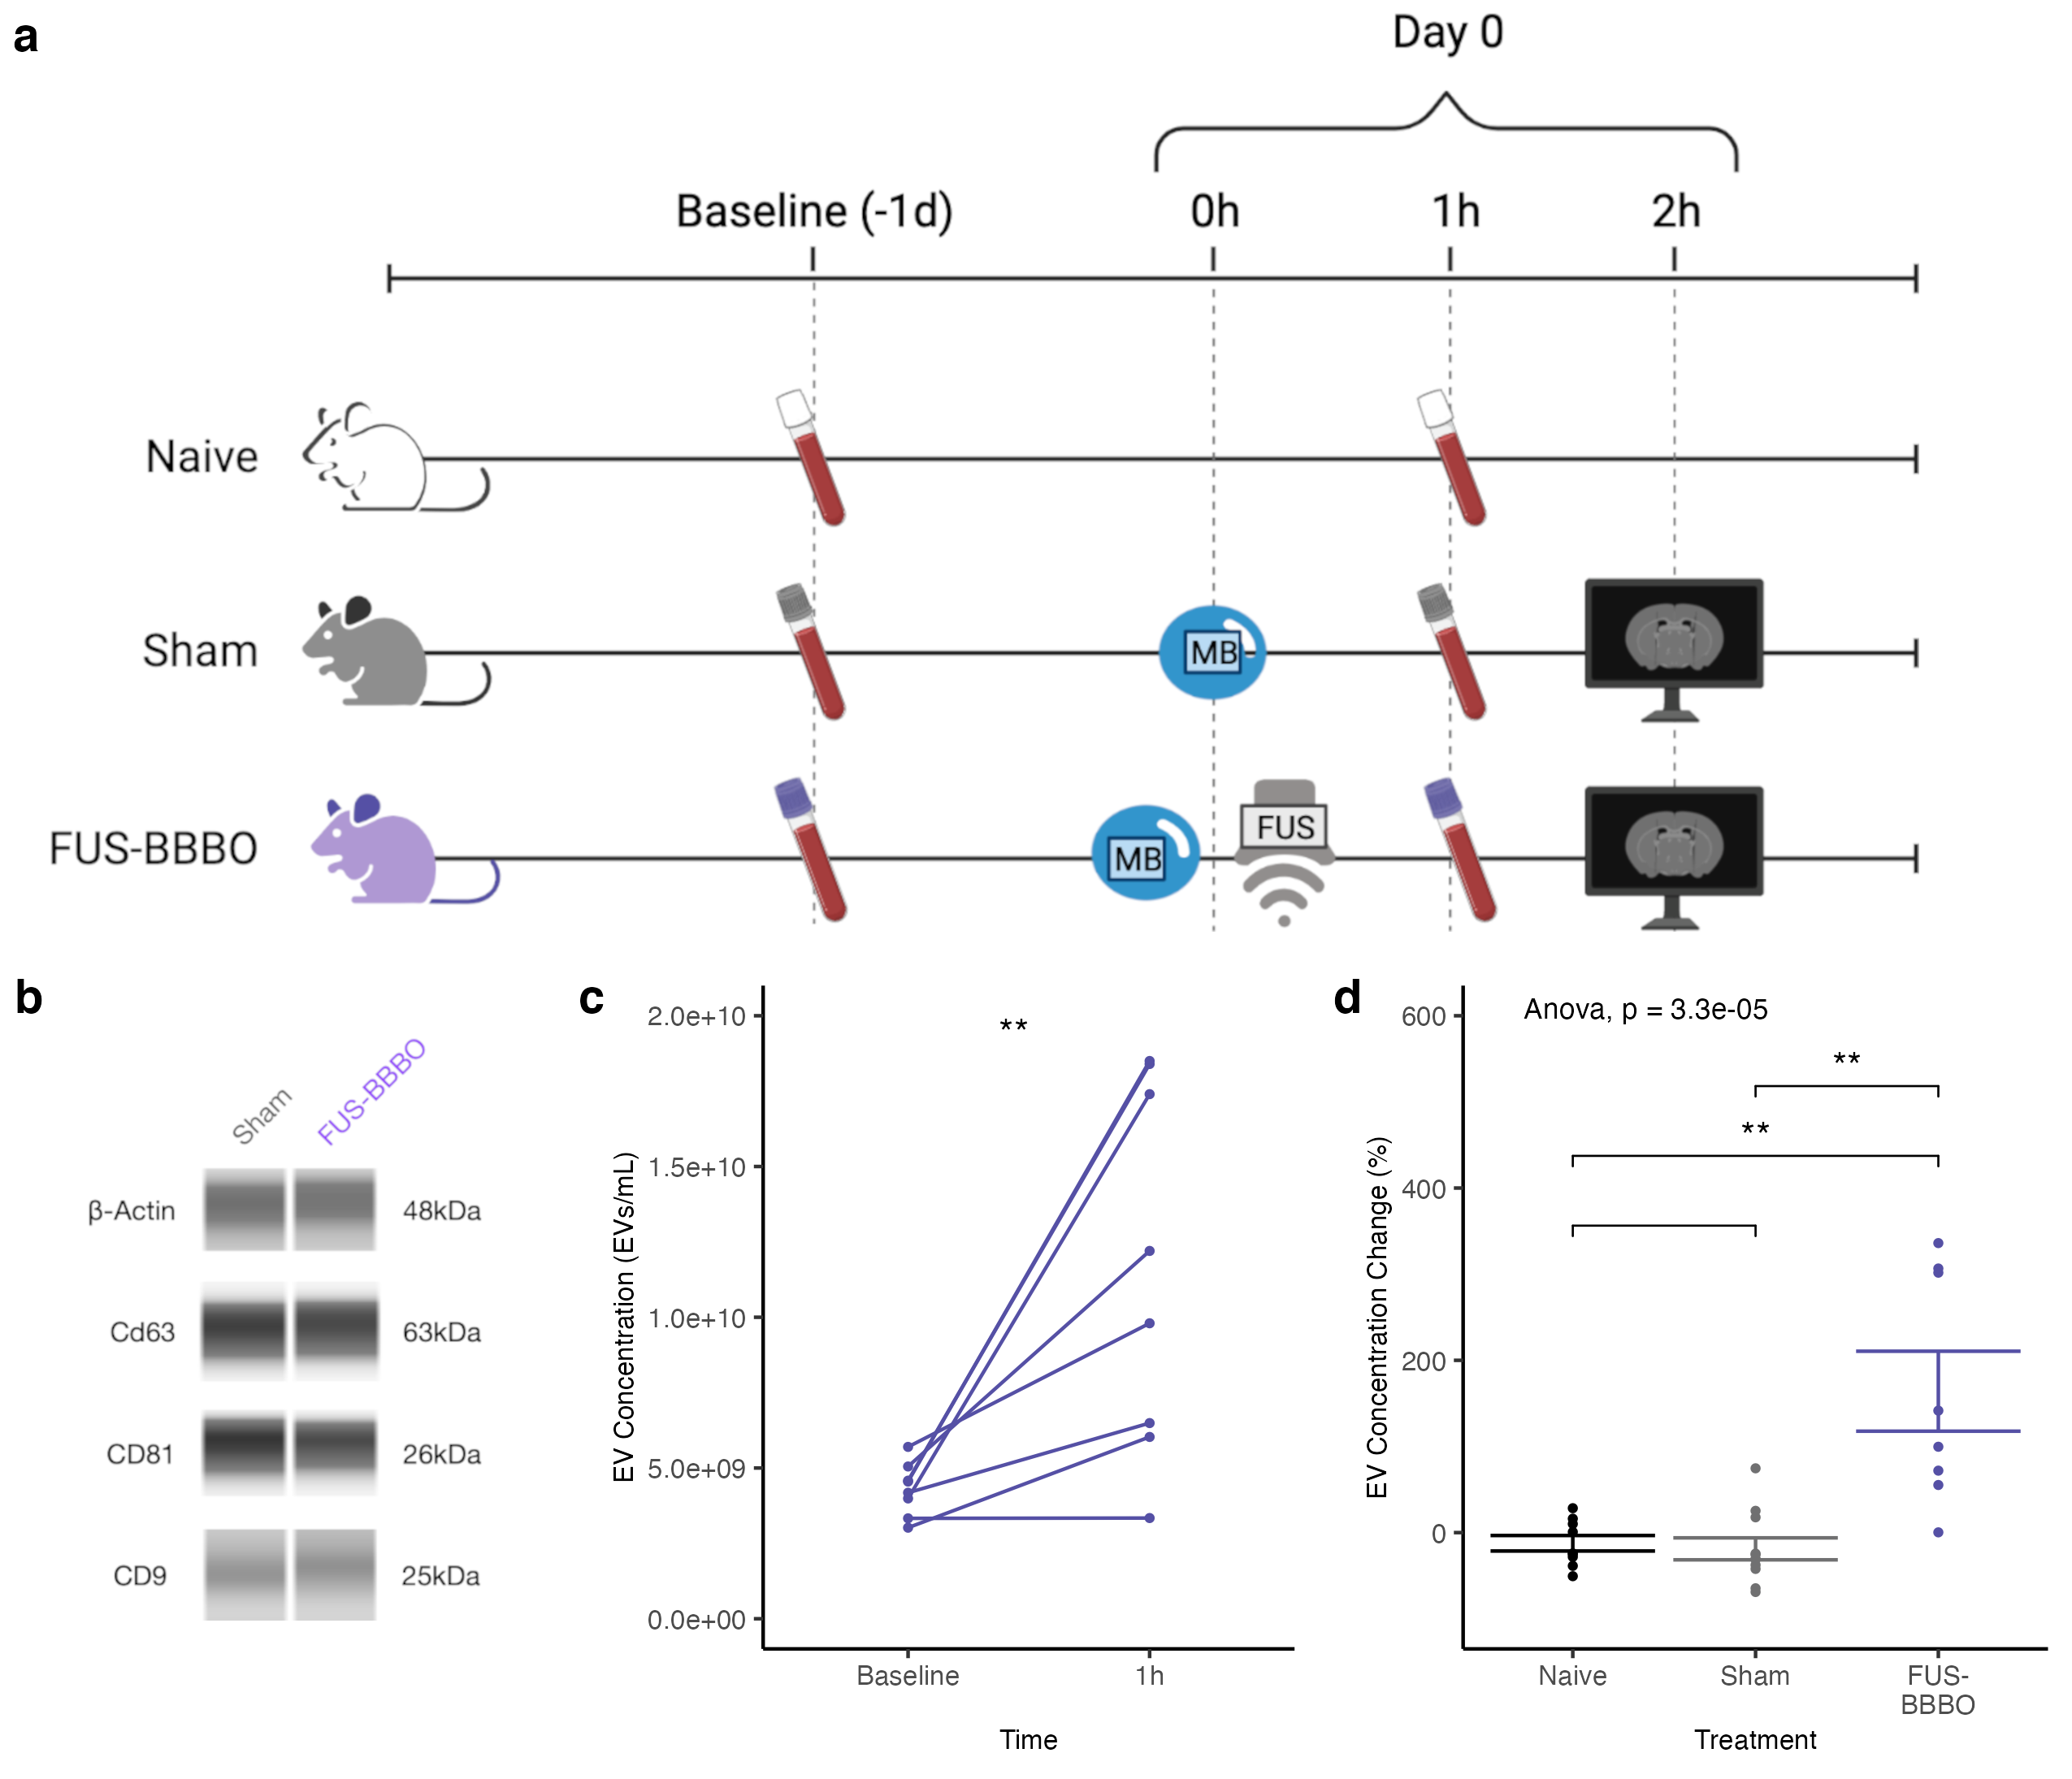 a
Day 0
Baseline (-1d)
0h
1h
2h
Naive
Sham
MB
FUS-BBBO
MB
FUS
b
Sham
FUS-BBBO
β-Actin
48kDa
Cd63
63kDa
CD81
26kDa
CD9
25kDa
c
EV Concentration (EVs/mL)
2.0e+10
1.5e+10
1.0e+10
5.0e+09
0.0e+00
**
Baseline
1h
Time
d
EV Concentration Change (%)
600
400
200
0
Anova, p = 3.3e-05
**
**
Naive
Sham
FUS-
BBBO
Treatment